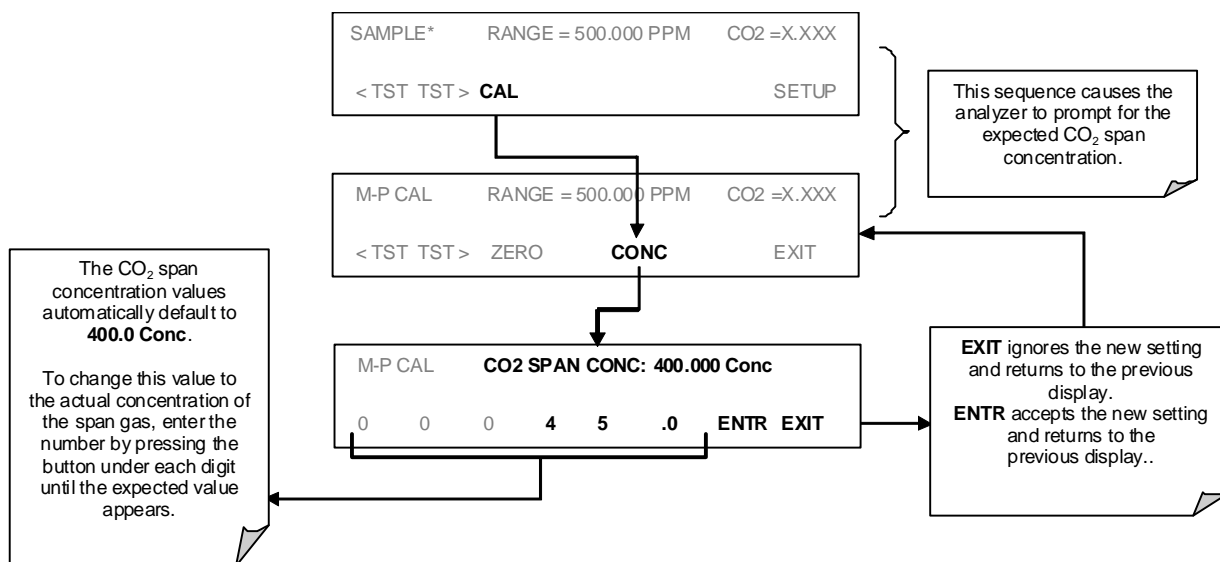 SAMPLE* RANGE = 500.000 PPM CO2 =X.XXX
< TST TST > CAL SETUP
This sequence causes the
analyzer to prompt for the
expected CO₂ span
concentration.
M-P CAL RANGE = 500.000 PPM CO2 =X.XXX
< TST TST > ZERO CONC EXIT
The CO₂ span
concentration values
automatically default to
400.0 Conc.
To change this value to
the actual concentration of
the span gas, enter the
number by pressing the
button under each digit
until the expected value
appears.
M-P CAL CO2 SPAN CONC: 400.000 Conc
0 0 0 4 5 .0 ENTR EXIT
EXIT ignores the new setting
and returns to the previous
display.
ENTR accepts the new setting
and returns to the
previous display..